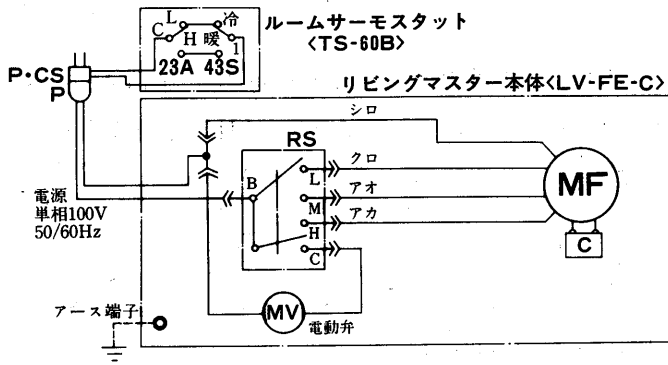 ルームサーモスタット
<TS-60B>
L 冷
C H 暖 1
23A 43S
P・CS
P
リビングマスター本体<LV-FE-C>
シロ
RS
クロ
B L
アオ
M
アカ
H
C
MF
C
電源
単相100V
50/60Hz
MV
電動弁
アース端子